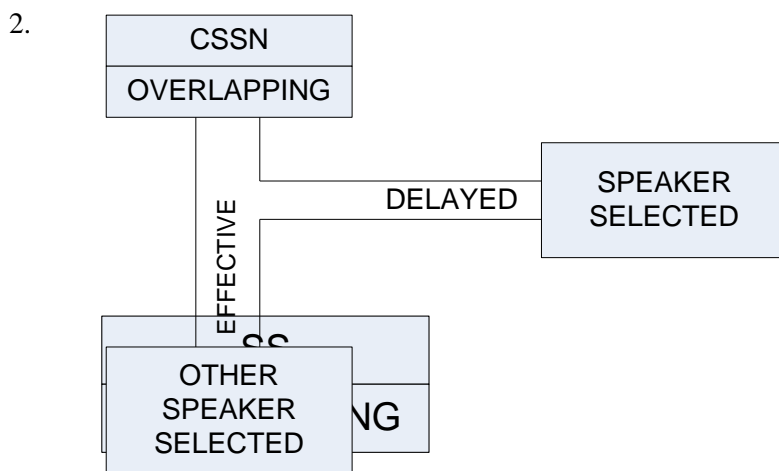 2.
CSSN
OVERLAPPING
DELAYED
SPEAKER
SELECTED
EFFECTIVE
OTHER
SPEAKER
SELECTED